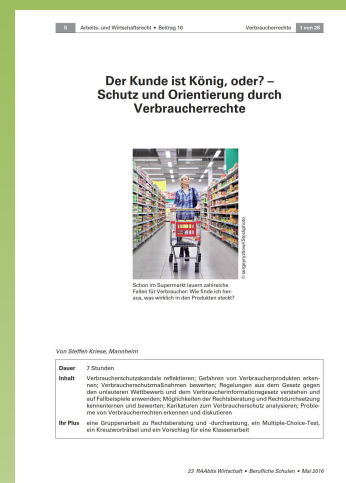 8 Arbeits- und Wirtschaftsrecht • Beitrag 16 Verbraucherrechte 1 von 28
Der Kunde ist König, oder? –
Schutz und Orientierung durch
Verbraucherrechte
Schon im Supermarkt lauern zahlreiche
Fallen für Verbraucher: Wie finde ich her-
aus, was wirklich in den Produkten steckt?
Von Steffen Kriese, Mannheim
Dauer 7 Stunden
Inhalt Verbraucherschutzskandale reflektieren; Gefahren von Verbraucherprodukten erken-
nen; Verbraucherschutzmaßnahmen bewerten; Regelungen aus dem Gesetz gegen
den unlauteren Wettbewerb und dem Verbraucherinformationsgesetz verstehen und
auf Fallbeispiele anwenden; Möglichkeiten der Rechtsberatung und Rechtdurchsetzung
kennenlernen und bewerten; Karikaturen zum Verbraucherschutz analysieren; Proble-
me von Verbraucherrechten erkennen und diskutieren
Ihr Plus eine Gruppenarbeit zu Rechtsberatung und -durchsetzung, ein Multiple-Choice-Test,
ein Kreuzworträtsel und ein Vorschlag für eine Klassenarbeit
23 RAAbits Wirtschaft • Berufliche Schulen • Mai 2016